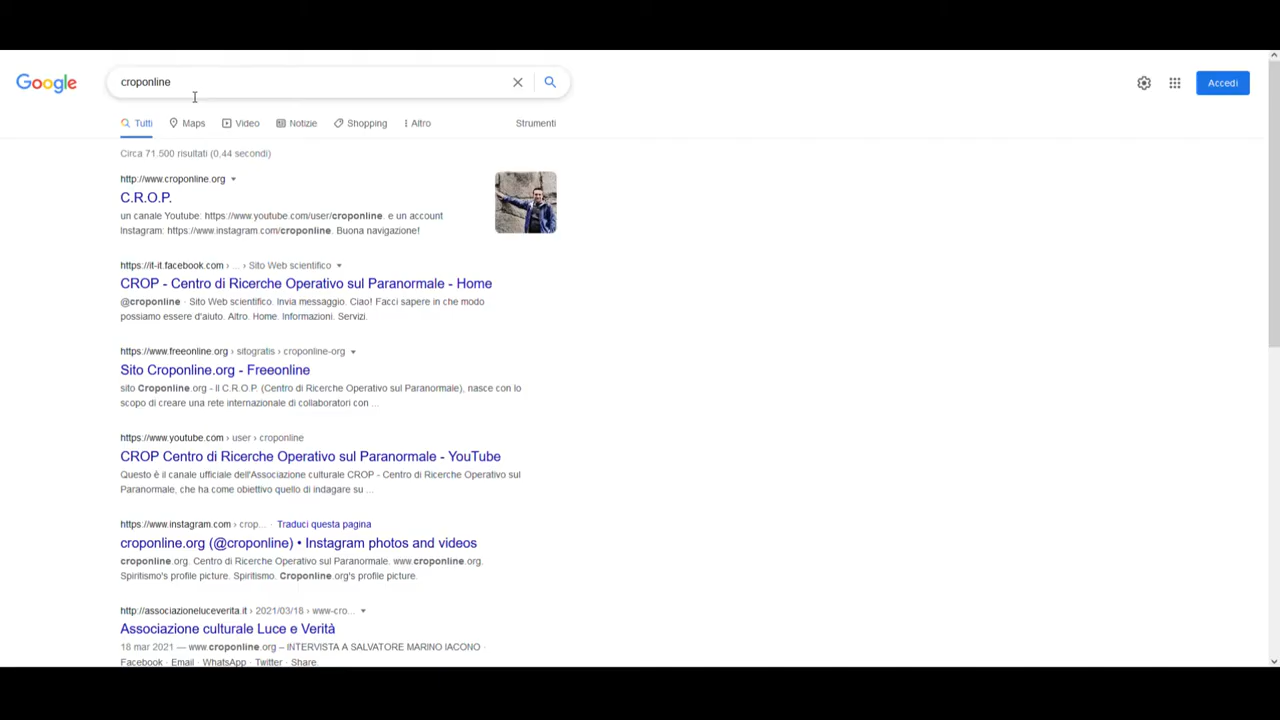 Google
croponline
Accedi
Tutti Maps Video Notizie Shopping Altro Strumenti
Circa 71.500 risultati (0,44 secondi)
http://www.croponline.org
C.R.O.P.
un canale Youtube: https://www.youtube.com/user/croponline. e un account
Instagram: https://www.instagram.com/croponline. Buona navigazione!
https://it-it.facebook.com › ... › Sito Web scientifico
CROP - Centro di Ricerche Operativo sul Paranormale - Home
@croponline · Sito Web scientifico. Invia messaggio. Ciao! Facci sapere in che modo
possiamo essere d'aiuto. Altro. Home. Informazioni. Servizi.
https://www.freeonline.org › sitogratis › croponline-org
Sito Croponline.org - Freeonline
sito Croponline.org - Il C.R.O.P. (Centro di Ricerche Operativo sul Paranormale), nasce con lo
scopo di creare una rete internazionale di collaboratori con ...
https://www.youtube.com › user › croponline
CROP Centro di Ricerche Operativo sul Paranormale - YouTube
Questo è il canale ufficiale dell'Associazione culturale CROP - Centro di Ricerche Operativo sul
Paranormale, che ha come obiettivo quello di indagare su ...
https://www.instagram.com › crop... · Traduci questa pagina
croponline.org (@croponline) • Instagram photos and videos
croponline.org. Centro di Ricerche Operativo sul Paranormale. www.croponline.org.
Spiritismo's profile picture. Spiritismo. Croponline.org's profile picture.
http://associazioneluceverita.it › 2021/03/18 › www-cro...
Associazione culturale Luce e Verità
18 mar 2021 — www.croponline.org – INTERVISTA A SALVATORE MARINO IACONO ·
Facebook · Email · WhatsApp · Twitter · Share.